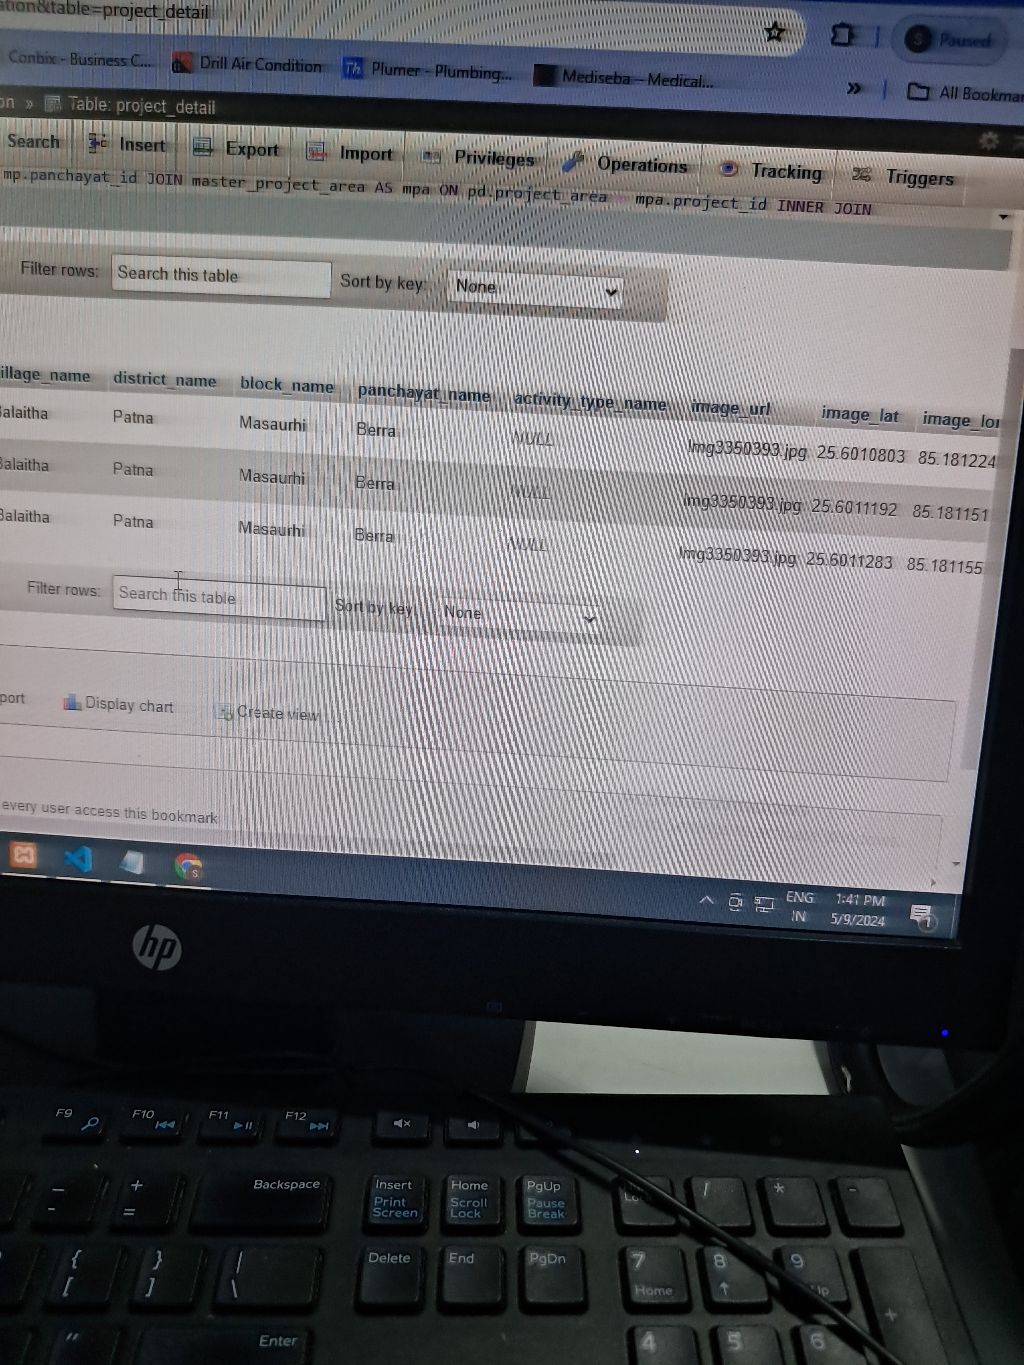 ation&table=project_detail
Paused
Conbix - Business C... Drill Air Condition Th Plumer - Plumbing... Mediseba – Medical... » All Bookmar
on » Table: project_detail
Search Insert Export Import Privileges Operations Tracking Triggers
mp.panchayat_id JOIN master_project_area AS mpa ON pd.project_area mpa.project_id INNER JOIN
Filter rows: Search this table Sort by key: None
illage_name district_name block_name panchayat_name activity_type_name image_url image_lat image_lon
Balaitha Patna Masaurhi Berra NULL Img3350393.jpg 25.6010803 85.181224
Balaitha Patna Masaurhi Berra NULL Img3350393.jpg 25.6011192 85.181151
Balaitha Patna Masaurhi Berra NULL Img3350393.jpg 25.6011283 85.181155
Filter rows: Search this table Sort by key: None
port Display chart Create view
every user access this bookmark
ENG 1:41 PM
IN 5/9/2024
hp
F9 F10 F11 F12
_ + Backspace Insert Home PgUp / * -
- = Print Screen Scroll Lock Pause Break
{ } | Delete End PgDn 7 8 9
[ ] \ Home ↑ +
" Enter 4 5 6